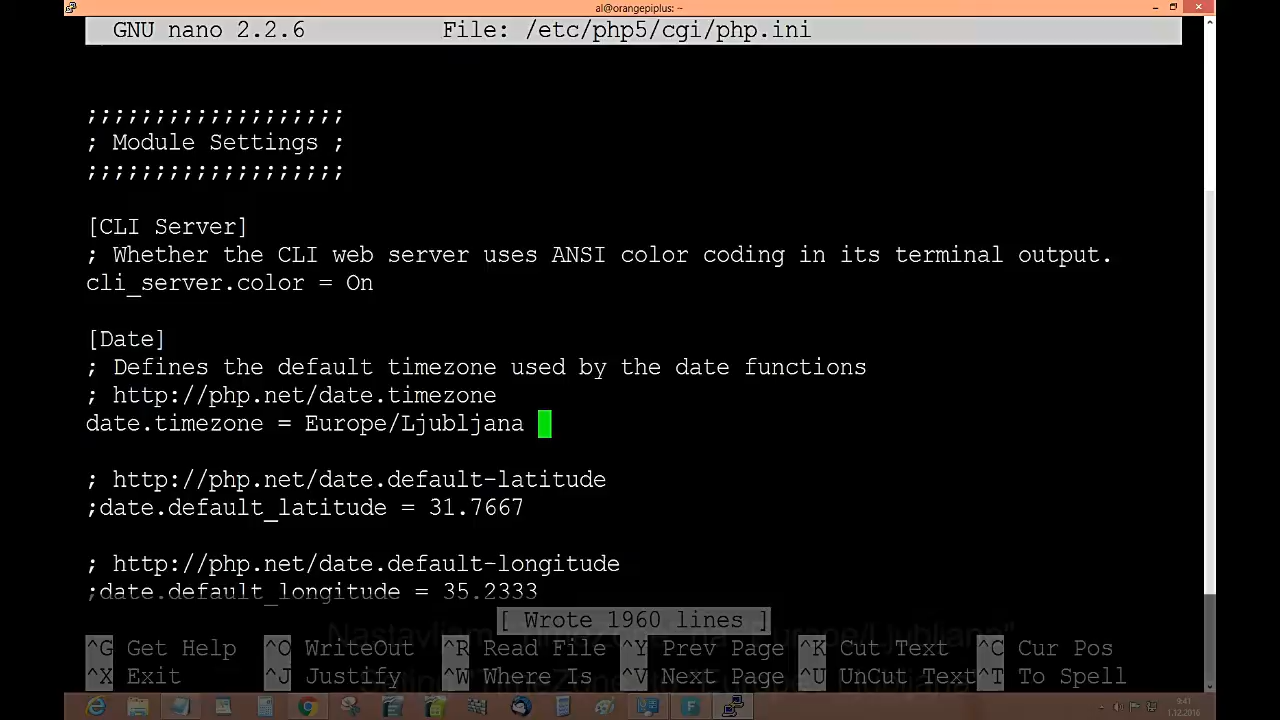 al@orangepiplus: ~
GNU nano 2.2.6 File: /etc/php5/cgi/php.ini
;;;;;;;;;;;;;;;;;;;
; Module Settings ;
;;;;;;;;;;;;;;;;;;;
[CLI Server]
; Whether the CLI web server uses ANSI color coding in its terminal output.
cli_server.color = On
[Date]
; Defines the default timezone used by the date functions
; http://php.net/date.timezone
date.timezone = Europe/Ljubljana
; http://php.net/date.default-latitude
;date.default_latitude = 31.7667
; http://php.net/date.default-longitude
;date.default_longitude = 35.2333
[ Wrote 1960 lines ]
^G Get Help ^O WriteOut ^R Read File ^Y Prev Page ^K Cut Text ^C Cur Pos
^X Exit ^J Justify ^W Where Is ^V Next Page ^U UnCut Text ^T To Spell
9:41
1.12.2016